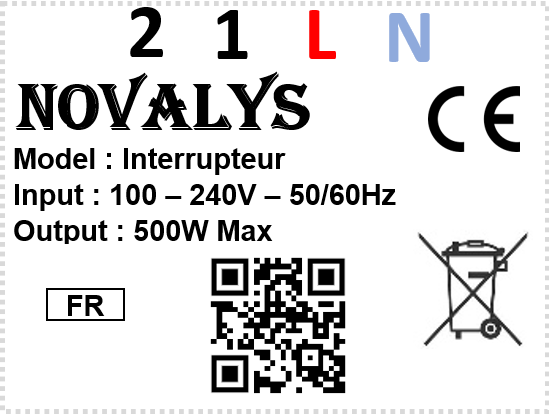 2 1 L N
NOVALYS
CE
Model : Interrupteur
Input : 100 – 240V – 50/60Hz
Output : 500W Max
FR